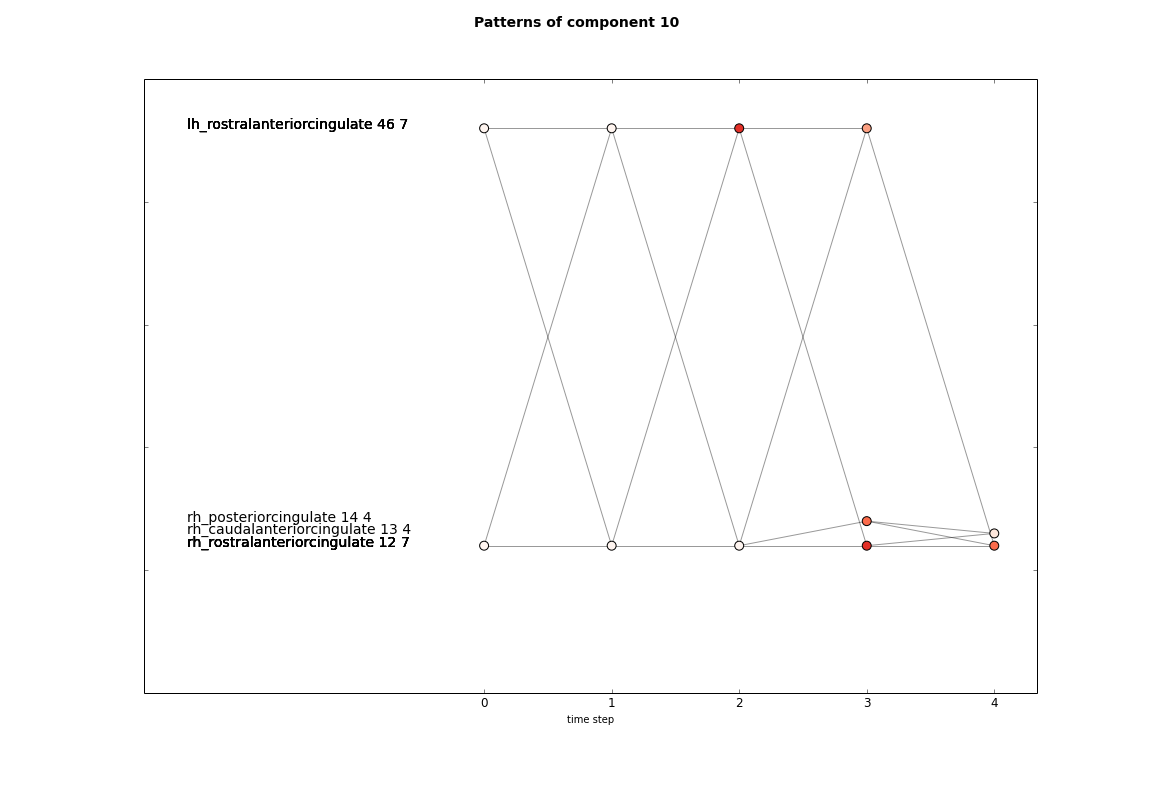 Patterns of component 10
lh_rostralanteriorcingulate 46 7
rh_posteriorcingulate 14 4
rh_caudalanteriorcingulate 13 4
rh_rostralanteriorcingulate 12 7
0 1 2 3 4
time step